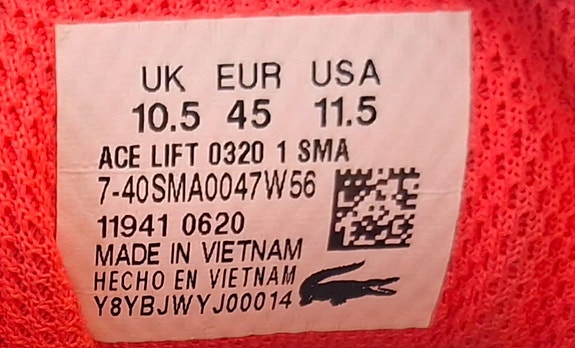 UK EUR USA
10.5 45 11.5
ACE LIFT 0320 1 SMA
7-40SMA0047W56
11941 0620
MADE IN VIETNAM
HECHO EN VIETNAM
Y8YBJWYJ00014